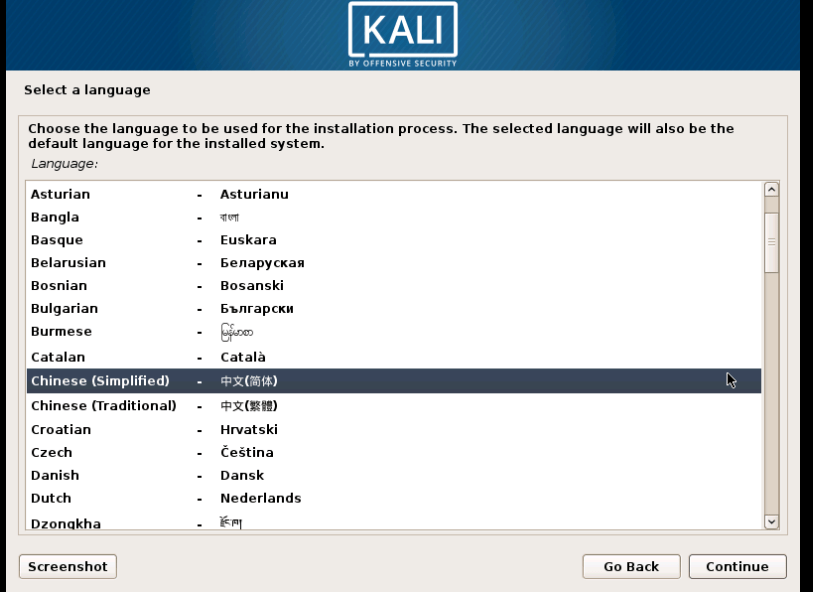 KALI
BY OFFENSIVE SECURITY
Select a language
Choose the language to be used for the installation process. The selected language will also be the
default language for the installed system.
Language:
Asturian - Asturianu
Bangla - বাংলা
Basque - Euskara
Belarusian - Беларуская
Bosnian - Bosanski
Bulgarian - Български
Burmese - မြန်မာစာ
Catalan - Català
Chinese (Simplified) - 中文(简体)
Chinese (Traditional) - 中文(繁體)
Croatian - Hrvatski
Czech - Čeština
Danish - Dansk
Dutch - Nederlands
Dzongkha - རྫོང་ཁ།
Screenshot
Go Back Continue